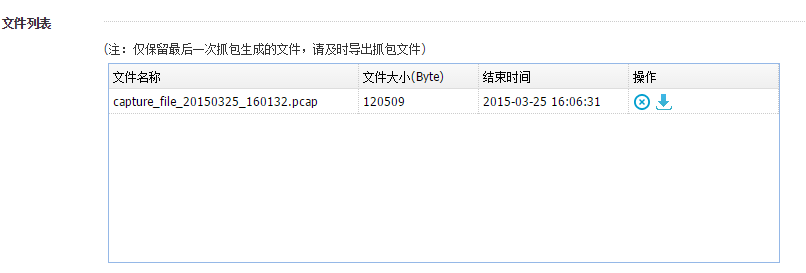 文件列表
(注：仅保留最后一次抓包生成的文件，请及时导出抓包文件)
文件名称 文件大小(Byte) 结束时间 操作
capture_file_20150325_160132.pcap 120509 2015-03-25 16:06:31